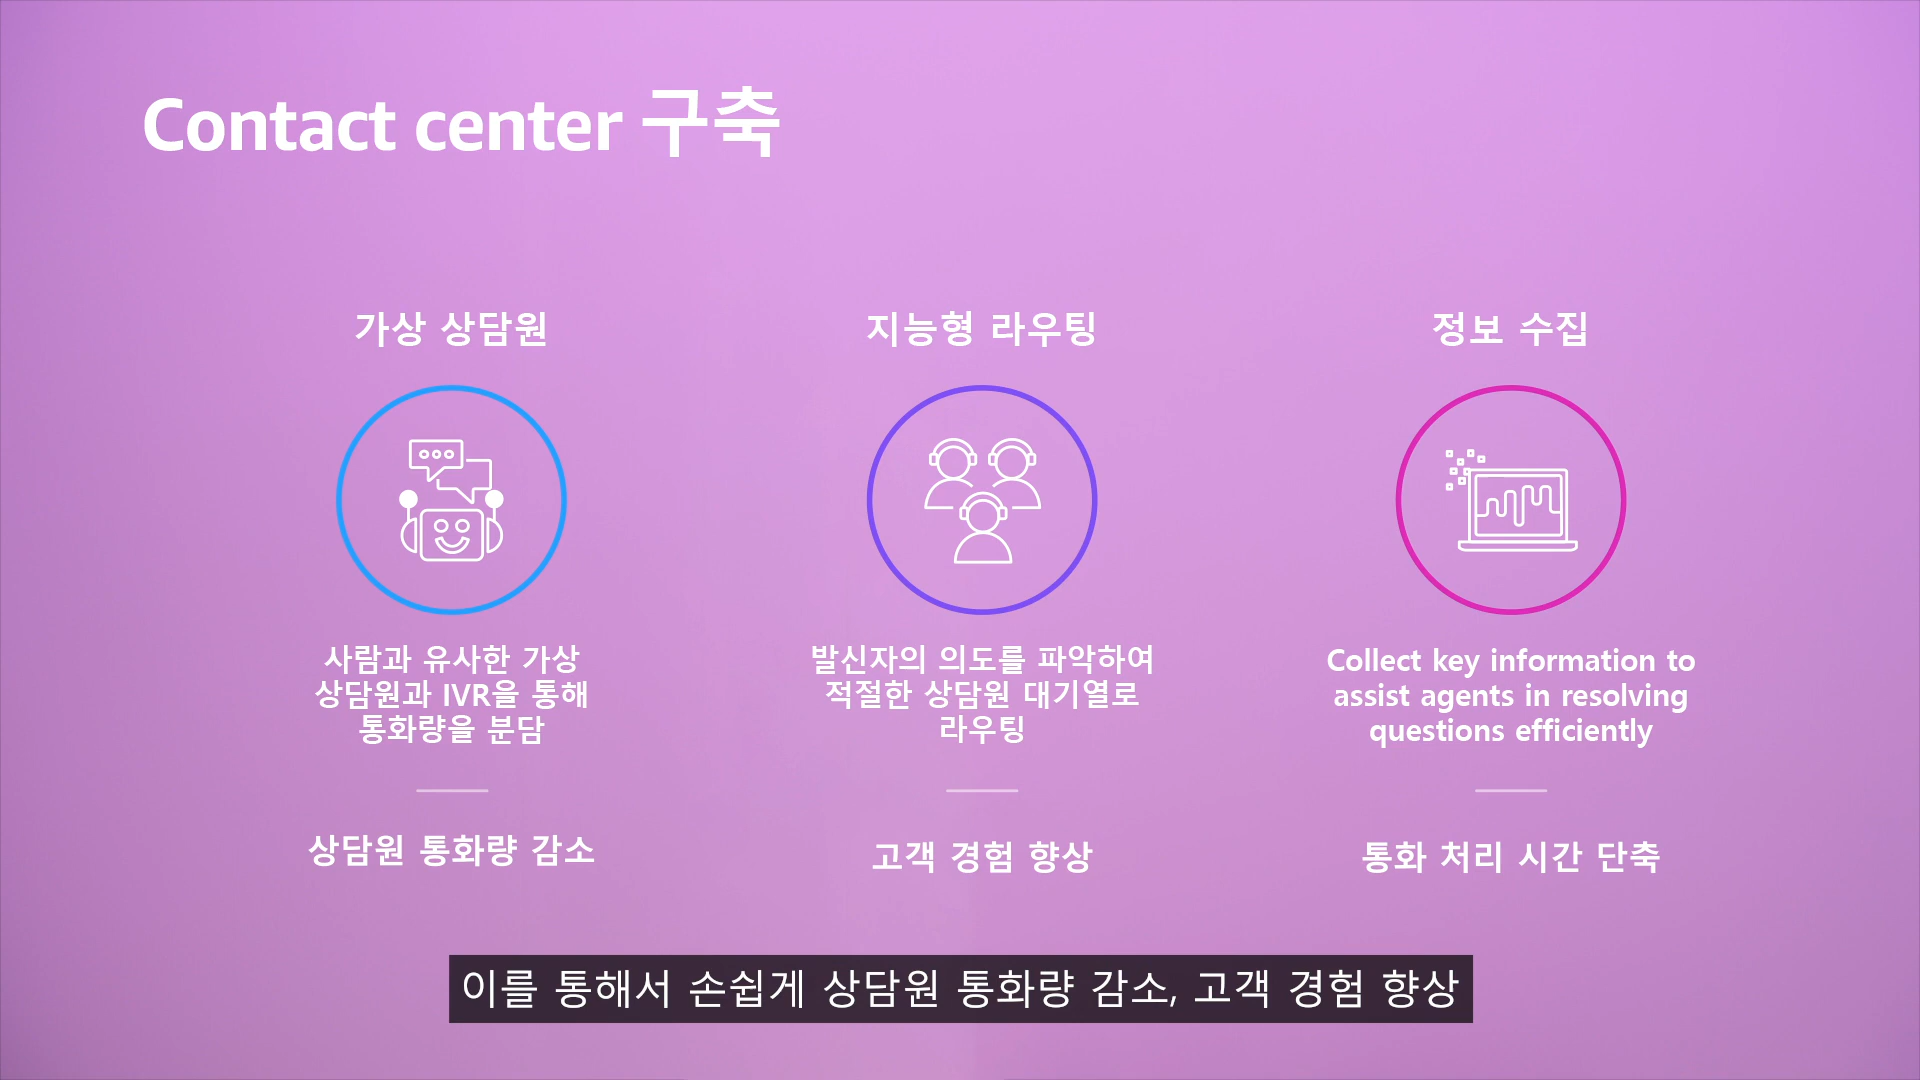 Contact center 구축
가상 상담원
사람과 유사한 가상
상담원과 IVR을 통해
통화량을 분담
상담원 통화량 감소
지능형 라우팅
발신자의 의도를 파악하여
적절한 상담원 대기열로
라우팅
고객 경험 향상
정보 수집
Collect key information to
assist agents in resolving
questions efficiently
통화 처리 시간 단축
이를 통해서 손쉽게 상담원 통화량 감소, 고객 경험 향상